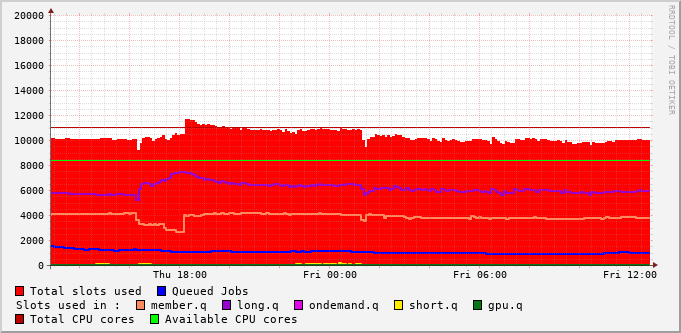 20000
18000
16000
14000
12000
10000
8000
6000
4000
2000
0
Thu 18:00 Fri 00:00 Fri 06:00 Fri 12:00
RRDTOOL / TOBI OETIKER
Total slots used Queued Jobs
Slots used in : member.q long.q ondemand.q short.q gpu.q
Total CPU cores Available CPU cores